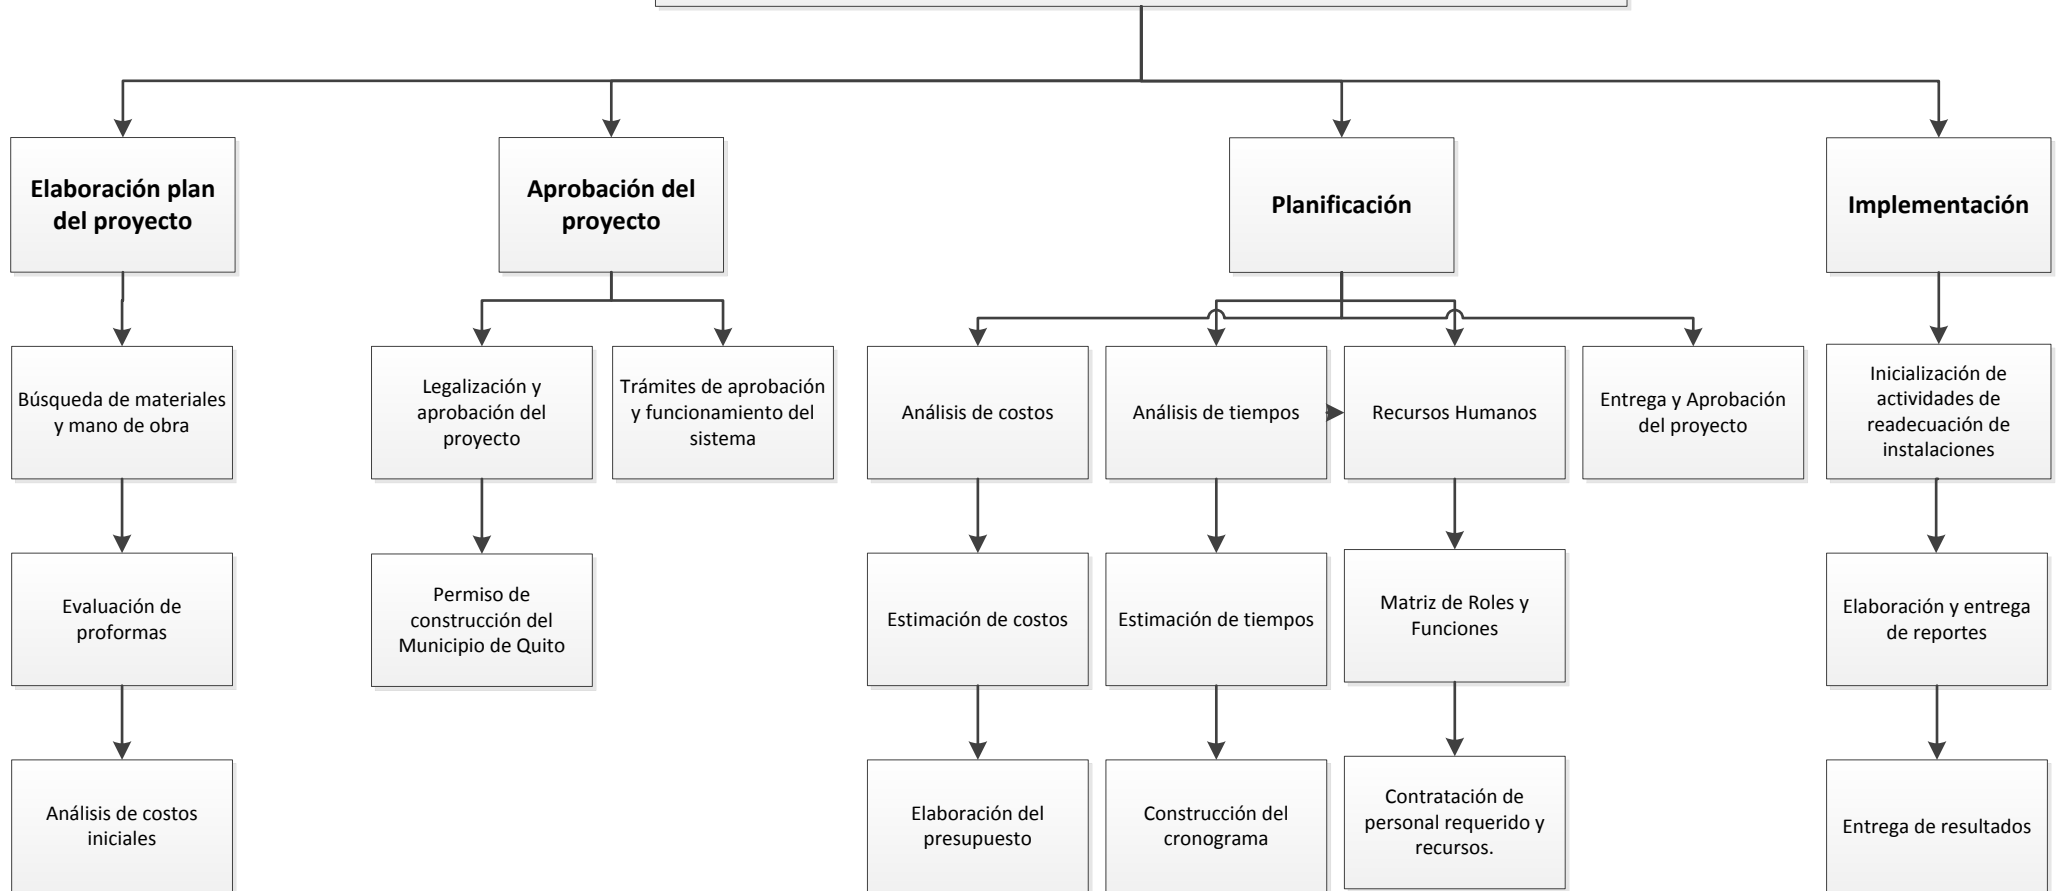 Elaboración plan
del proyecto
Aprobación del
proyecto
Planificación
Implementación
Búsqueda de materiales
y mano de obra
Legalización y
aprobación del
proyecto
Trámites de aprobación
y funcionamiento del
sistema
Análisis de costos
Análisis de tiempos
Recursos Humanos
Entrega y Aprobación
del proyecto
Inicialización de
actividades de
readecuación de
instalaciones
Evaluación de
proformas
Permiso de
construcción del
Municipio de Quito
Estimación de costos
Estimación de tiempos
Matriz de Roles y
Funciones
Elaboración y entrega
de reportes
Análisis de costos
iniciales
Elaboración del
presupuesto
Construcción del
cronograma
Contratación de
personal requerido y
recursos.
Entrega de resultados